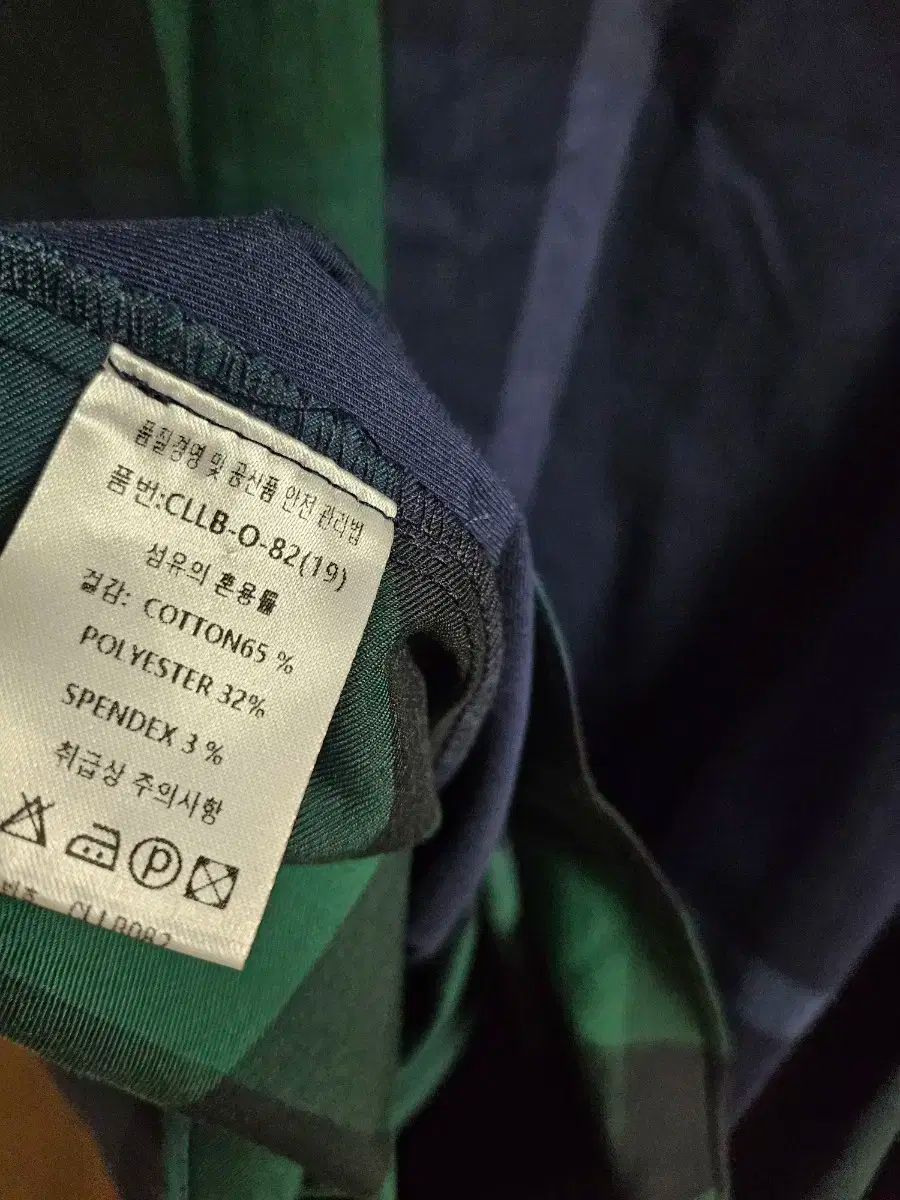 품질경영 및 공산품 안전 관리법
품번:CLLB-O-82(19)
섬유의 혼용률
겉감: COTTON65 %
POLYESTER 32%
SPENDEX 3 %
취급상 주의사항
P
CLLB082